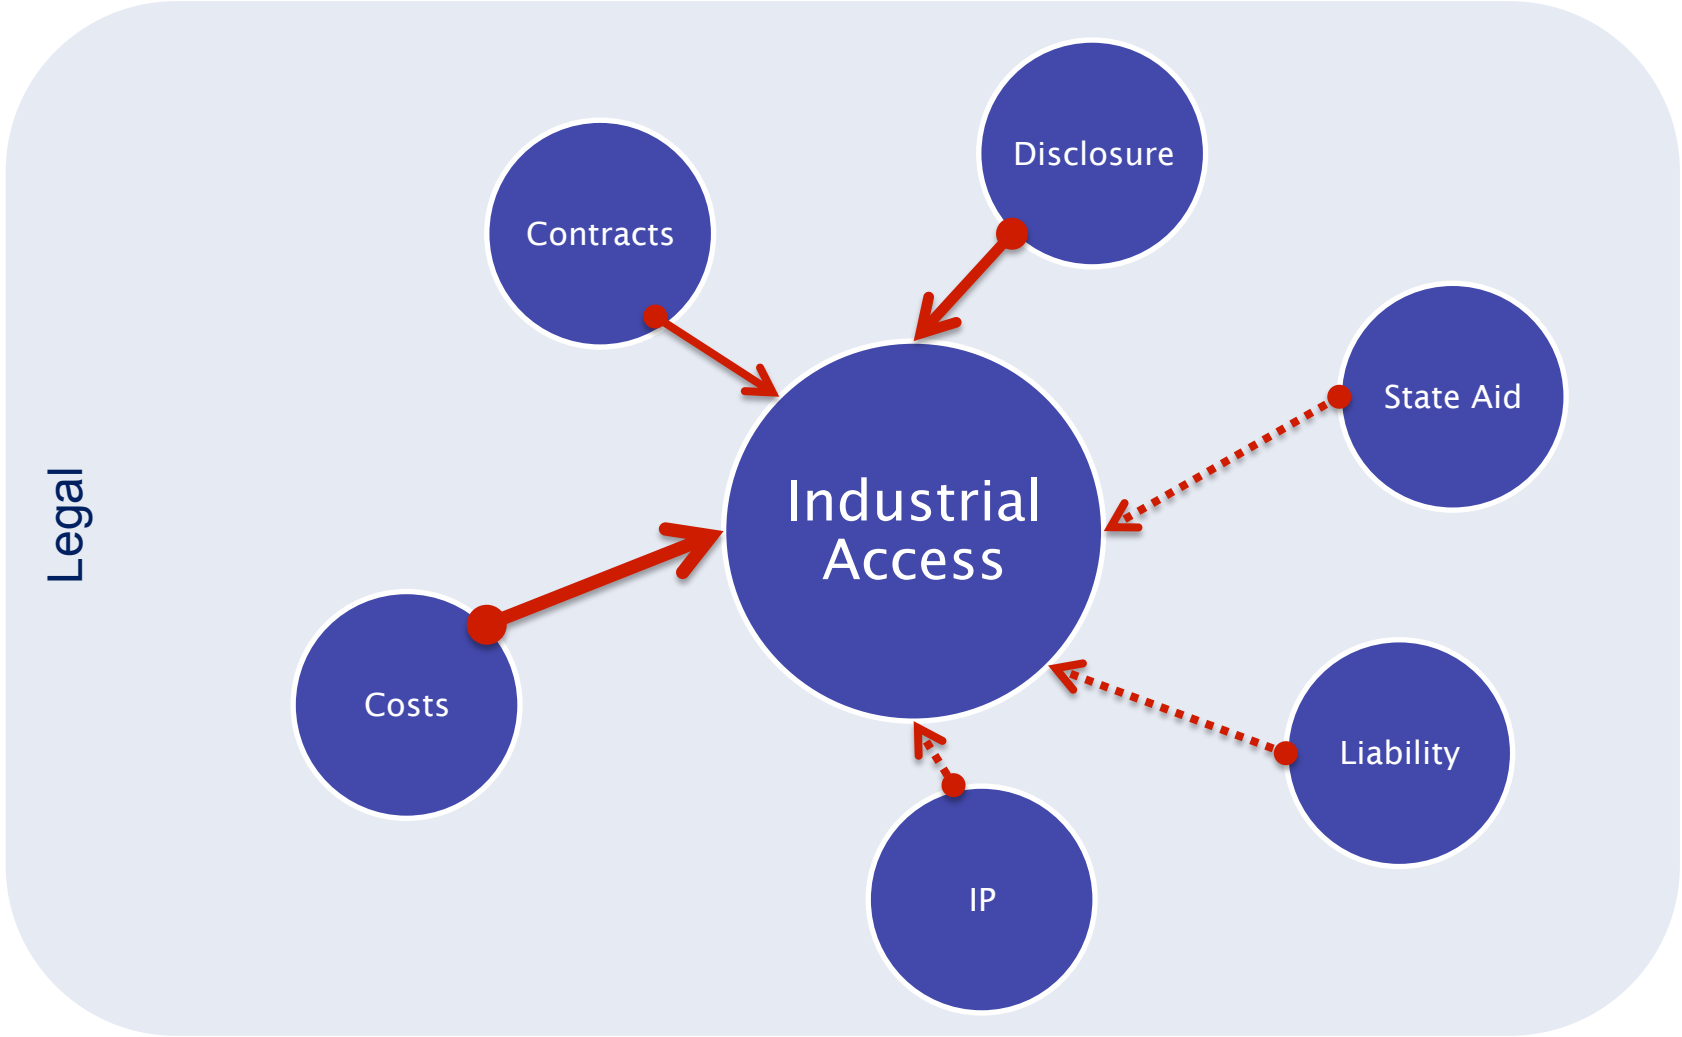 Disclosure
Contracts
State Aid
Industrial
Access
Legal
Costs
Liability
IP